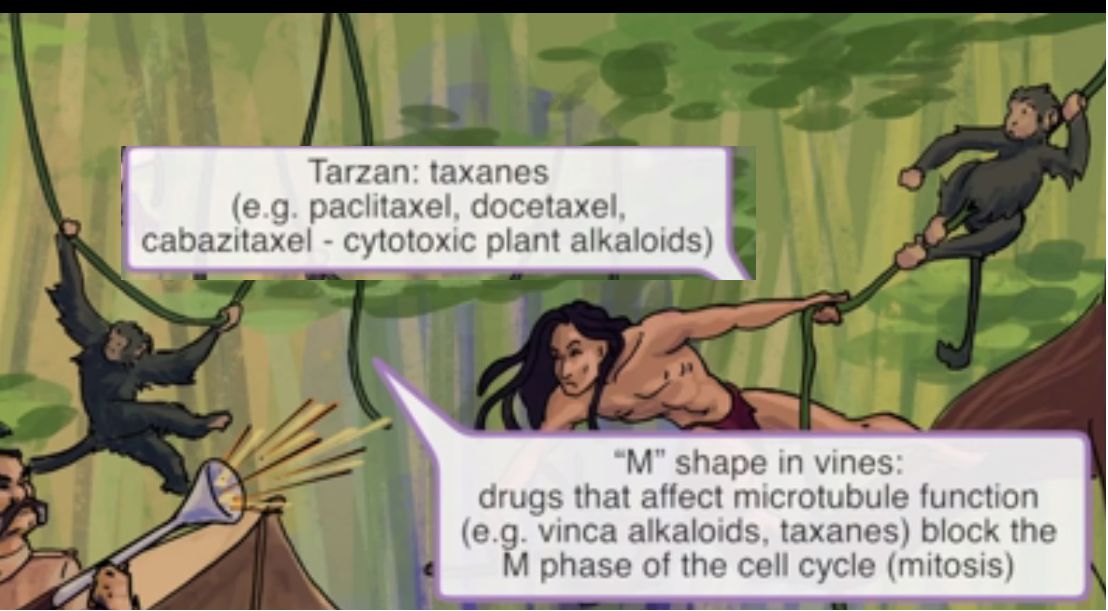 Tarzan: taxanes
(e.g. paclitaxel, docetaxel,
cabazitaxel - cytotoxic plant alkaloids)
“M” shape in vines:
drugs that affect microtubule function
(e.g. vinca alkaloids, taxanes) block the
M phase of the cell cycle (mitosis)